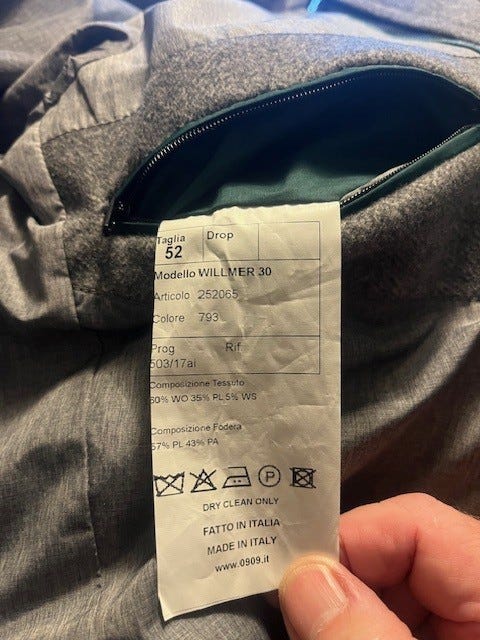 Taglia Drop
52
Modello WILLMER 30
Articolo 252065
Colore 793
Prog Rif.
503/17ai
Composizione Tessuto
60% WO 35% PL 5% WS
Composizione Fodera
57% PL 43% PA
P
DRY CLEAN ONLY
FATTO IN ITALIA
MADE IN ITALY
www.0909.it